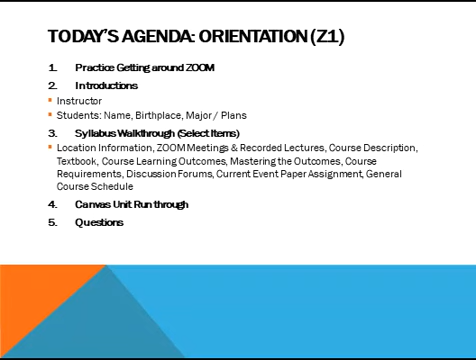 TODAY'S AGENDA: ORIENTATION (Z1)
1. Practice Getting around ZOOM
2. Introductions
Instructor
Students: Name, Birthplace, Major / Plans
3. Syllabus Walkthrough (Select Items)
Location Information, ZOOM Meetings & Recorded Lectures, Course Description,
Textbook, Course Learning Outcomes, Mastering the Outcomes, Course
Requirements, Discussion Forums, Current Event Paper Assignment, General
Course Schedule
4. Canvas Unit Run through
5. Questions